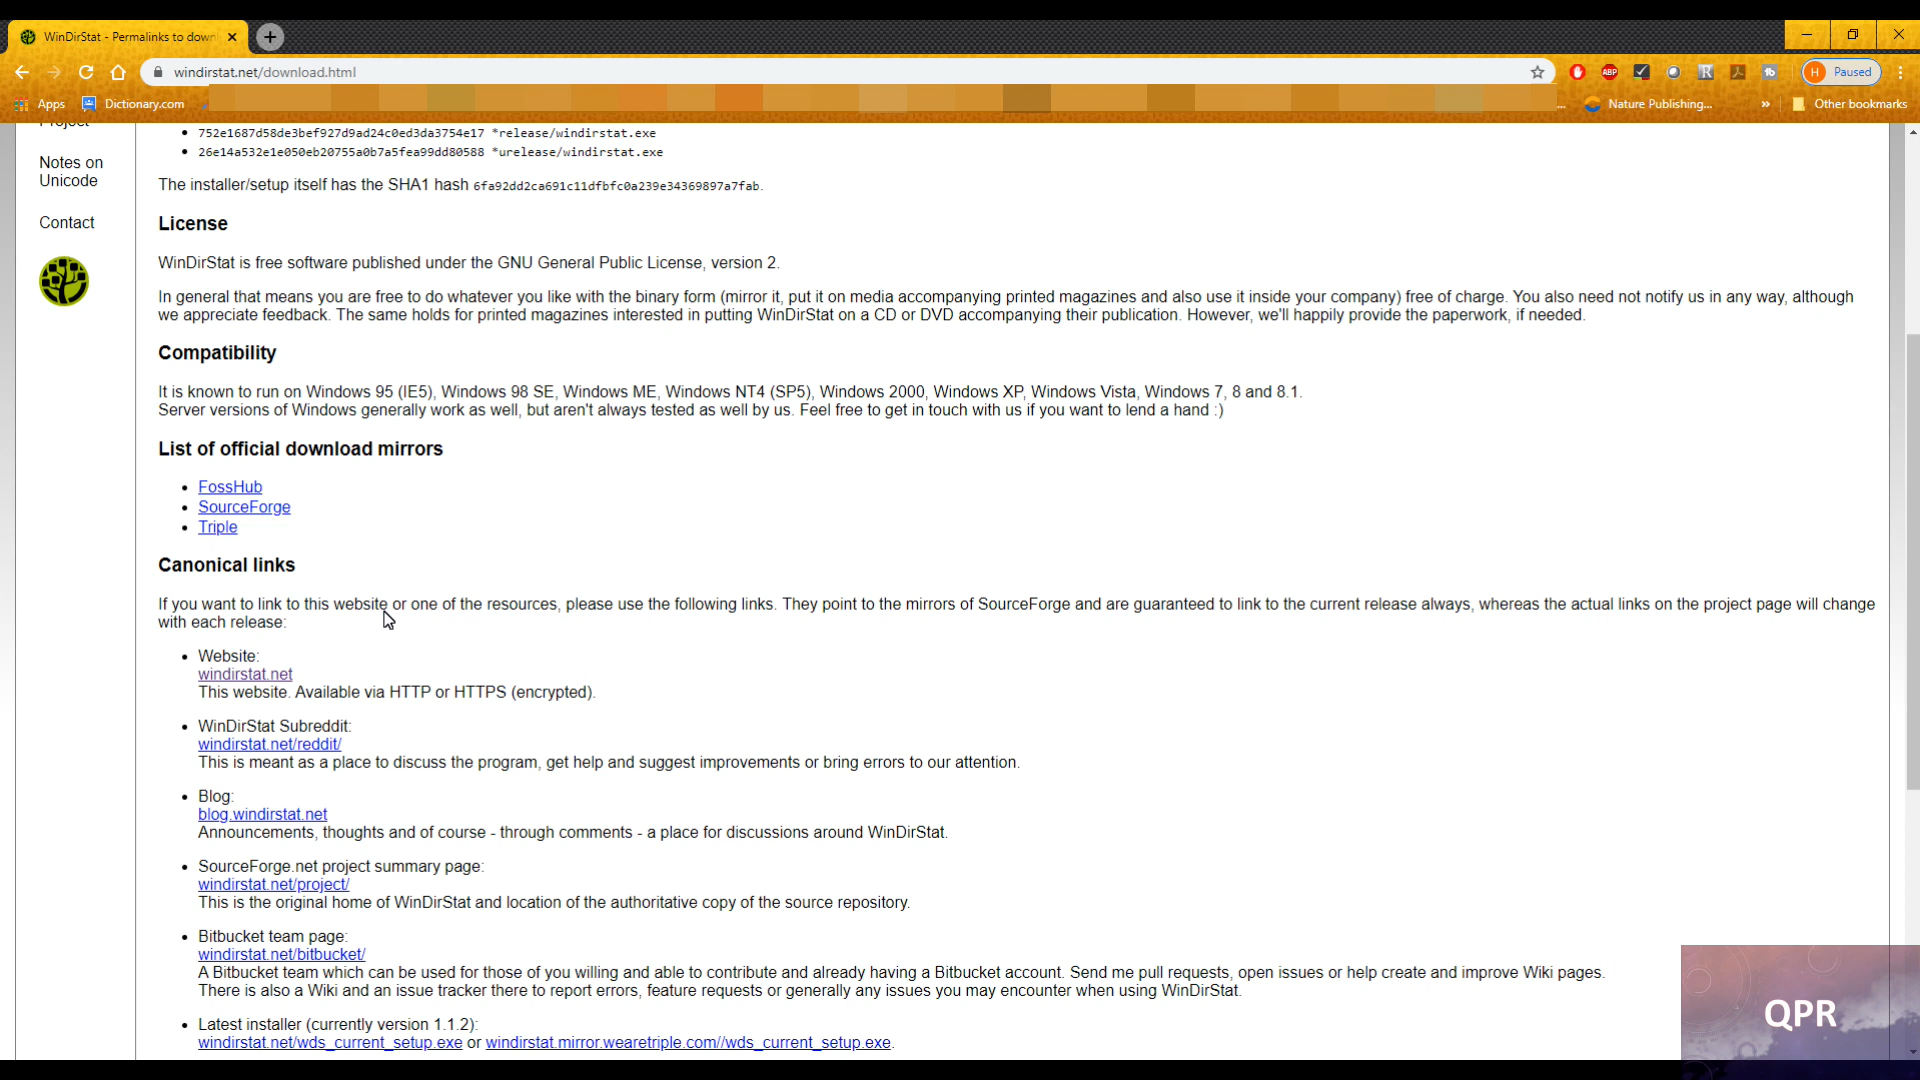 WinDirStat - Permalinks to down
windirstat.net/download.html
ABP
R
H Paused
Apps
Dictionary.com
...
Nature Publishing...
»
Other bookmarks
Project
Notes on
Unicode
Contact
• 752e1687d58de3bef927d9ad24c0ed3da3754e17 *release/windirstat.exe
• 26e14a532e1e050eb20755a0b7a5fea99dd80588 *urelease/windirstat.exe
The installer/setup itself has the SHA1 hash 6fa92dd2ca691c11dfbfc0a239e34369897a7fab.
License
WinDirStat is free software published under the GNU General Public License, version 2.
In general that means you are free to do whatever you like with the binary form (mirror it, put it on media accompanying printed magazines and also use it inside your company) free of charge. You also need not notify us in any way, although
we appreciate feedback. The same holds for printed magazines interested in putting WinDirStat on a CD or DVD accompanying their publication. However, we'll happily provide the paperwork, if needed.
Compatibility
It is known to run on Windows 95 (IE5), Windows 98 SE, Windows ME, Windows NT4 (SP5), Windows 2000, Windows XP, Windows Vista, Windows 7, 8 and 8.1.
Server versions of Windows generally work as well, but aren't always tested as well by us. Feel free to get in touch with us if you want to lend a hand :)
List of official download mirrors
• FossHub
• SourceForge
• Triple
Canonical links
If you want to link to this website or one of the resources, please use the following links. They point to the mirrors of SourceForge and are guaranteed to link to the current release always, whereas the actual links on the project page will change
with each release:
• Website:
windirstat.net
This website. Available via HTTP or HTTPS (encrypted).
• WinDirStat Subreddit:
windirstat.net/reddit/
This is meant as a place to discuss the program, get help and suggest improvements or bring errors to our attention.
• Blog:
blog.windirstat.net
Announcements, thoughts and of course - through comments - a place for discussions around WinDirStat.
• SourceForge.net project summary page:
windirstat.net/project/
This is the original home of WinDirStat and location of the authoritative copy of the source repository.
• Bitbucket team page:
windirstat.net/bitbucket/
A Bitbucket team which can be used for those of you willing and able to contribute and already having a Bitbucket account. Send me pull requests, open issues or help create and improve Wiki pages.
There is also a Wiki and an issue tracker there to report errors, feature requests or generally any issues you may encounter when using WinDirStat.
• Latest installer (currently version 1.1.2):
windirstat.net/wds_current_setup.exe or windirstat.mirror.wearetriple.com//wds_current_setup.exe.
QPR